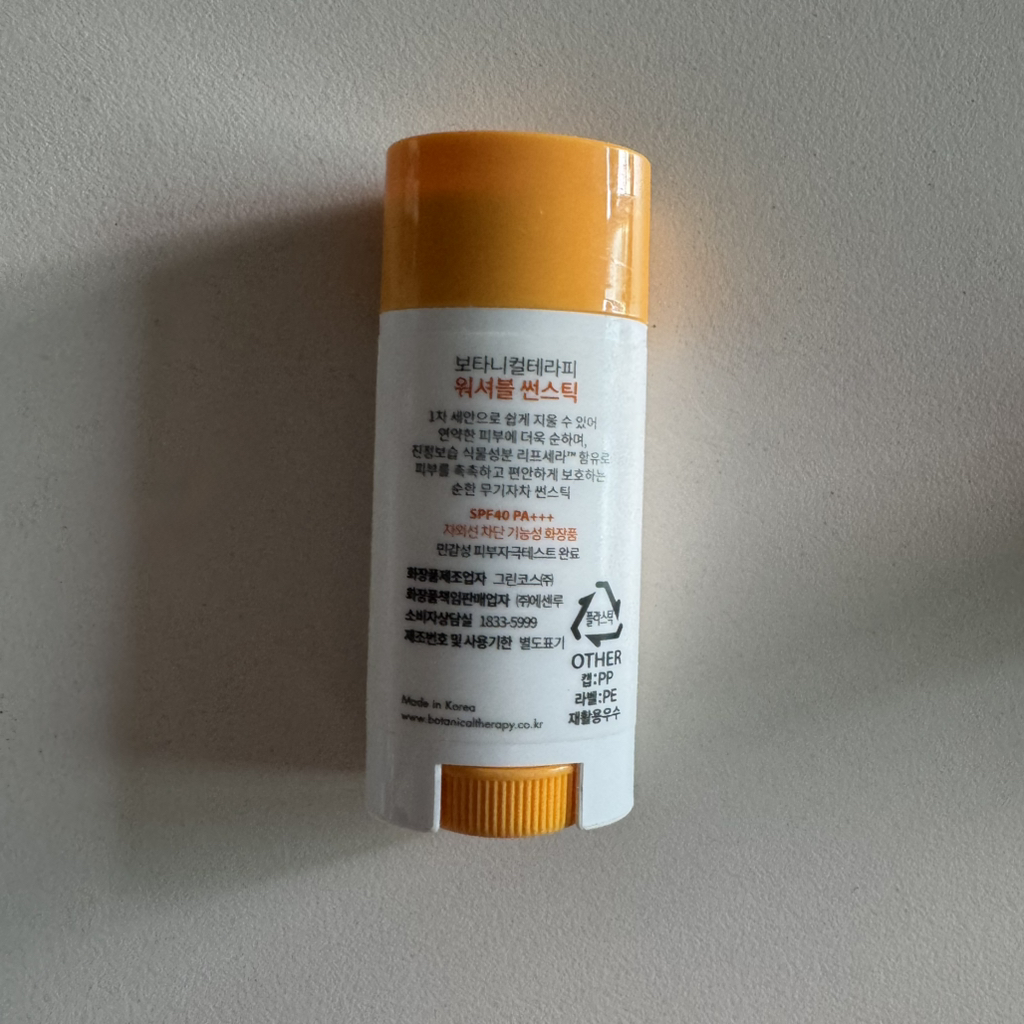 보타니컬테라피
워셔블 썬스틱
1차 세안으로 쉽게 지울 수 있어
연약한 피부에 더욱 순하며,
진정보습 식물성분 리프세라™ 함유로
피부를 촉촉하고 편안하게 보호하는
순한 무기자차 썬스틱
SPF40 PA+++
자외선 차단 기능성 화장품
민감성 피부자극테스트 완료
화장품제조업자 그린코스㈜
화장품책임판매업자 ㈜에센루
소비자상담실 1833-5999
제조번호 및 사용기한 별도표기
플라스틱
OTHER
캡:PP
라벨:PE
재활용우수
Made in Korea
www.botanicaltherapy.co.kr